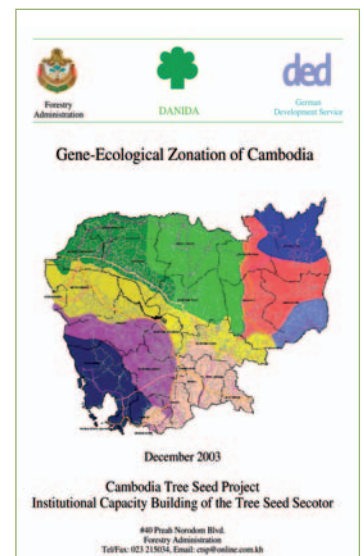 Forestry
Administration
DANIDA
ded
German
Development Service
Gene-Ecological Zonation of Cambodia
December 2003
Cambodia Tree Seed Project
Institutional Capacity Building of the Tree Seed Secotor
#40 Preah Norodom Blvd.
Forestry Administration
Tel/Fax: 023 215034, Email: ctsp@online.com.kh